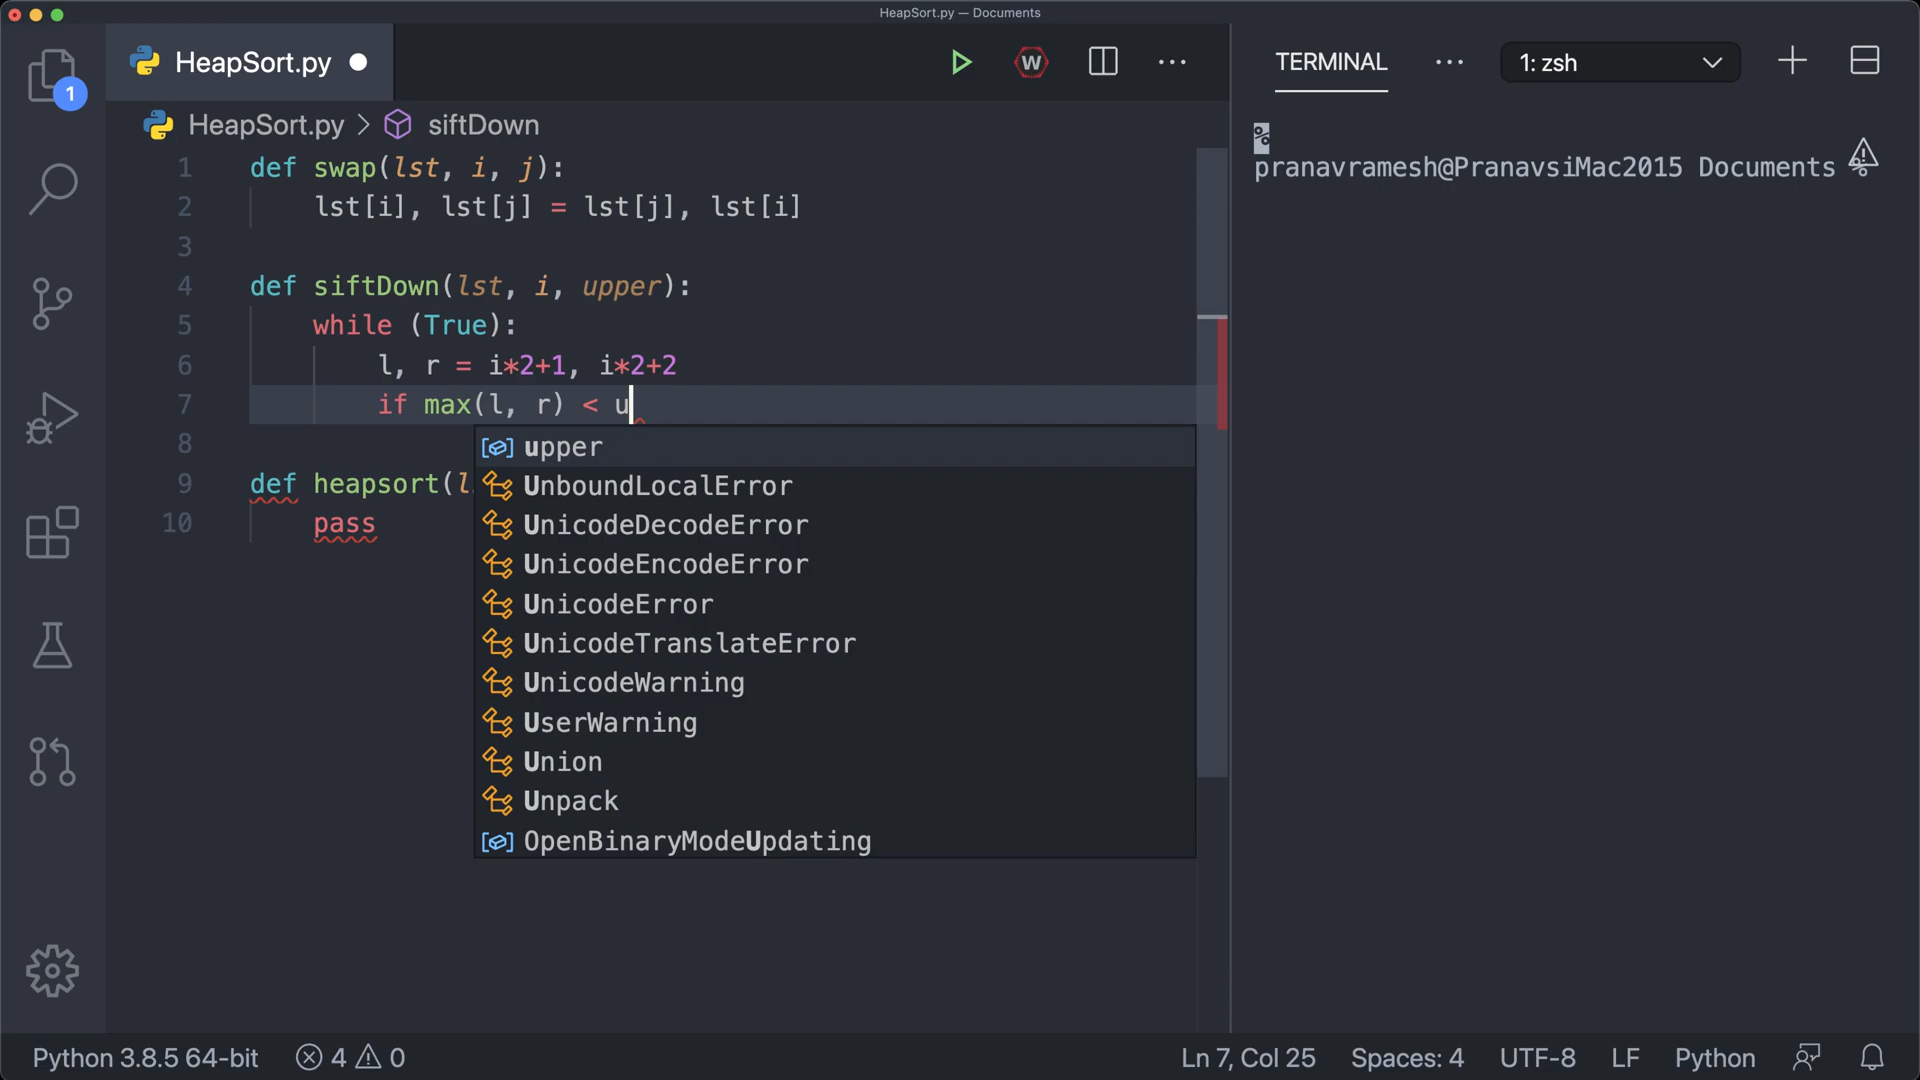 HeapSort.py — Documents
HeapSort.py
W
TERMINAL
1: zsh
1
HeapSort.py > siftDown
1 def swap(lst, i, j):
2 lst[i], lst[j] = lst[j], lst[i]
3
4 def siftDown(lst, i, upper):
5 while (True):
6 l, r = i*2+1, i*2+2
7 if max(l, r) < u
8
9 def heapsort(l
10 pass
upper
UnboundLocalError
UnicodeDecodeError
UnicodeEncodeError
UnicodeError
UnicodeTranslateError
UnicodeWarning
UserWarning
Union
Unpack
OpenBinaryModeUpdating
%
pranavramesh@PranavsiMac2015 Documents %
Python 3.8.5 64-bit 4 0
Ln 7, Col 25 Spaces: 4 UTF-8 LF Python